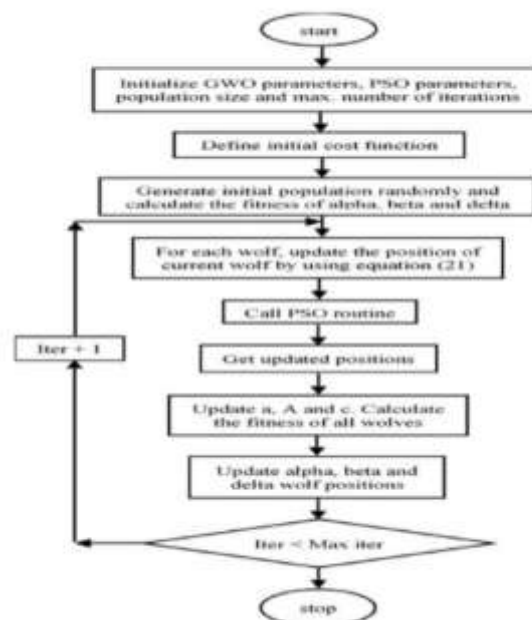 start
Initialize GWO parameters, PSO parameters,
population size and max. number of iterations
Define initial cost function
Generate initial population randomly and
calculate the fitness of alpha, beta and delta
For each wolf, update the position of
current wolf by using equation (21)
Call PSO routine
Iter + 1
Get updated positions
Update a, A and c. Calculate
the fitness of all wolves
Update alpha, beta and
delta wolf positions
Iter < Max iter
stop